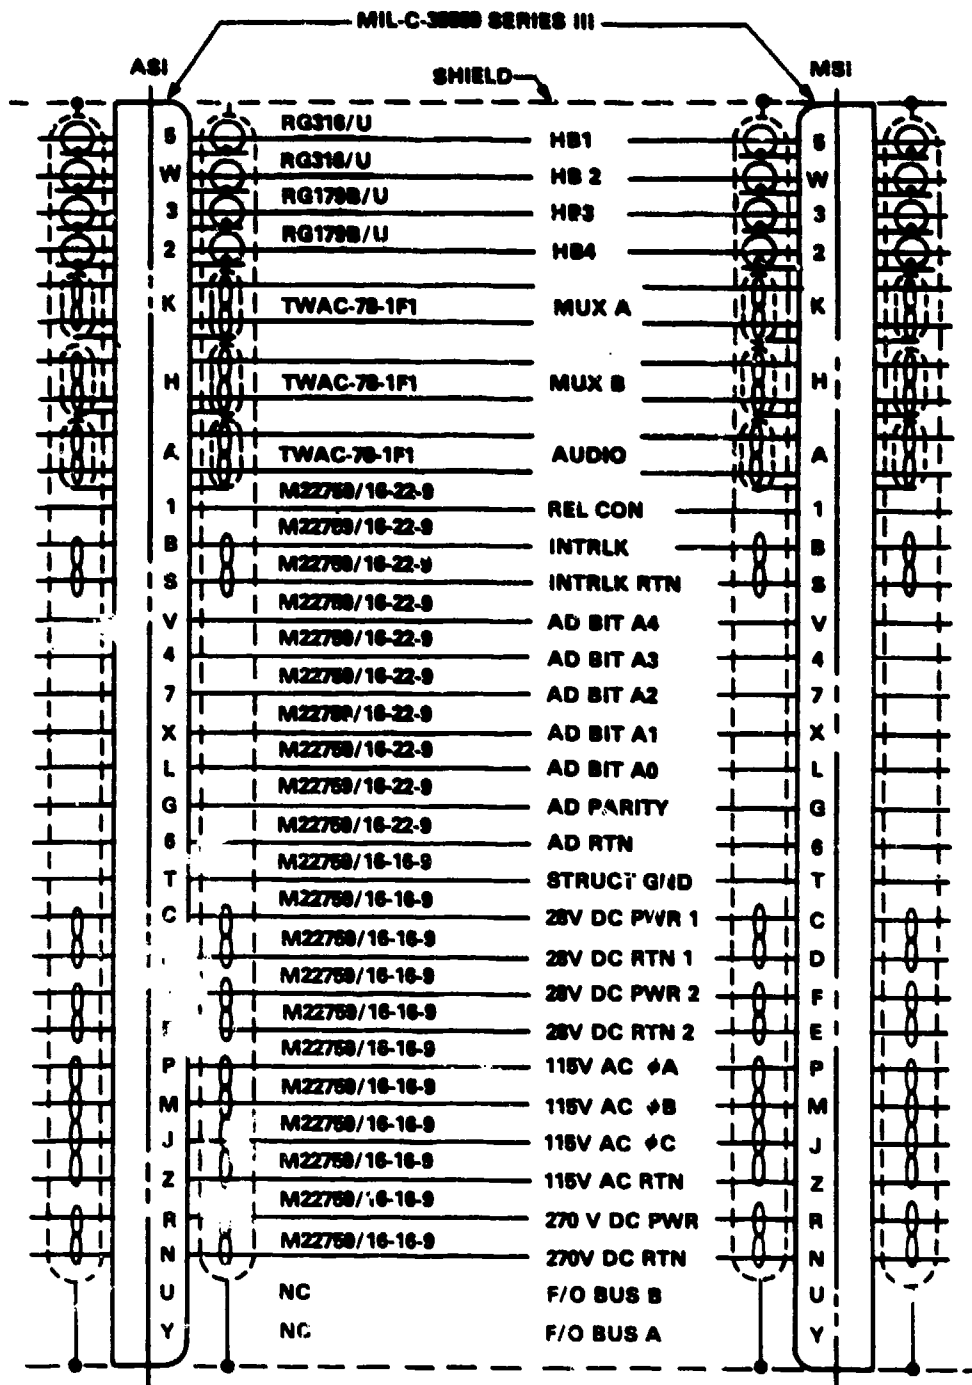 MIL-C-38999 SERIES III
ASI SHIELD MSI
5 RG316/U HB1 5
W RG316/U HB 2 W
3 RG179B/U HB3 3
2 RG179B/U HB4 2
K TWAC-78-1F1 MUX A K
H TWAC-78-1F1 MUX B H
A TWAC-78-1F1 AUDIO A
1 M22759/16-22-9 REL CON 1
B M22759/16-22-9 INTRLK B
S M22759/16-22-9 INTRLK RTN S
V M22759/16-22-9 AD BIT A4 V
4 M22759/16-22-9 AD BIT A3 4
7 M22759/16-22-9 AD BIT A2 7
X M22759/16-22-9 AD BIT A1 X
L M22759/16-22-9 AD BIT A0 L
G M22759/16-22-9 AD PARITY G
6 M22759/16-22-9 AD RTN 6
T M22759/16-16-9 STRUCT GND T
C M22759/16-16-9 28V DC PWR 1 C
M22759/16-16-9 28V DC RTN 1 D
M22759/16-16-9 28V DC PWR 2 F
M22759/16-16-9 28V DC RTN 2 E
P M22759/16-16-9 115V AC ϕA P
M M22759/16-16-9 115V AC ϕB M
J M22759/16-16-9 115V AC ϕC J
Z M22759/16-16-9 115V AC RTN Z
R M22759/16-16-9 270 V DC PWR R
N M22759/16-16-9 270V DC RTN N
U NC F/O BUS B U
Y NC F/O BUS A Y